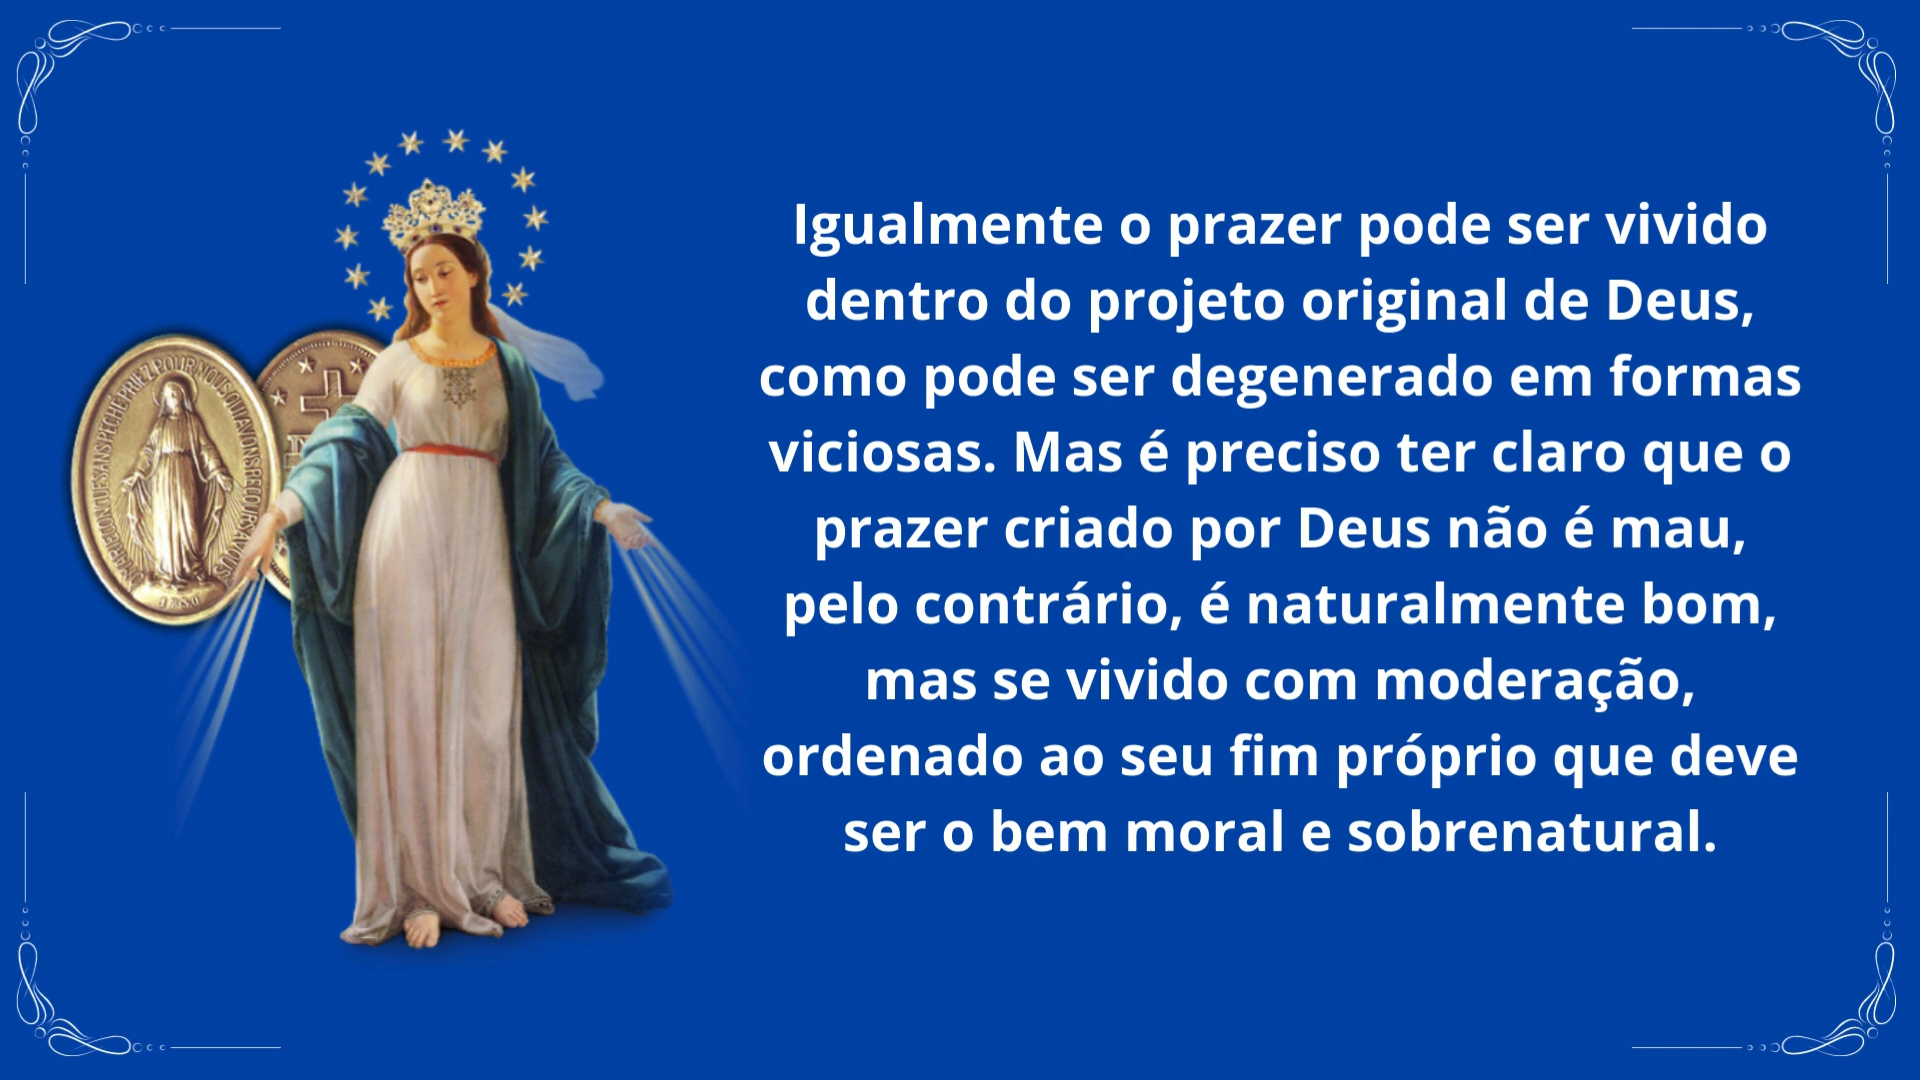 Igualmente o prazer pode ser vivido
dentro do projeto original de Deus,
como pode ser degenerado em formas
viciosas. Mas é preciso ter claro que o
prazer criado por Deus não é mau,
pelo contrário, é naturalmente bom,
mas se vivido com moderação,
ordenado ao seu fim próprio que deve
ser o bem moral e sobrenatural.